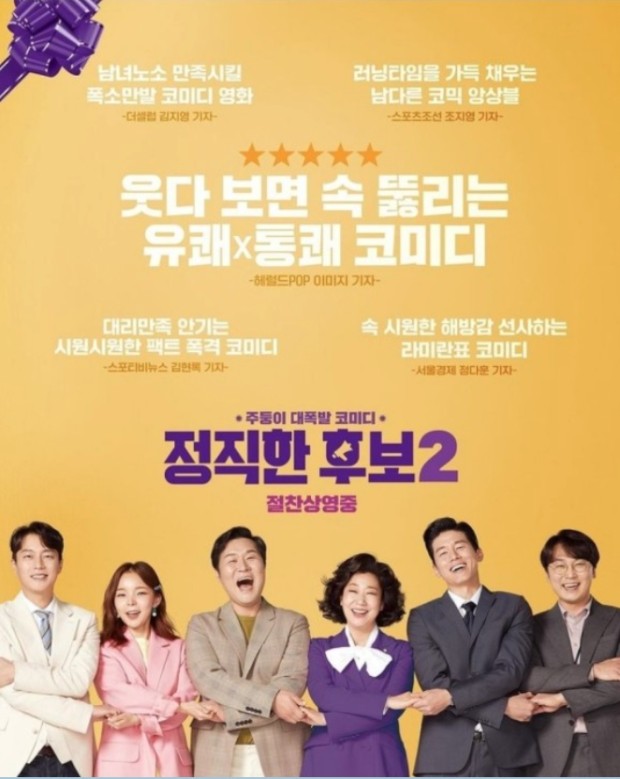 남녀노소 만족시킬
폭소만발 코미디 영화
-더셀럽 김지영 기자-
러닝타임을 가득 채우는
남다른 코믹 앙상블
-스포츠조선 조지영 기자-
웃다 보면 속 뚫리는
유쾌x통쾌 코미디
-헤럴드POP 이미지 기자-
대리만족 안기는
시원시원한 팩트 폭격 코미디
-스포티비뉴스 김현록 기자-
속 시원한 해방감 선사하는
라미란표 코미디
-서울경제 정다훈 기자-
주둥이 대폭발 코미디
정직한 후보2
절찬상영중